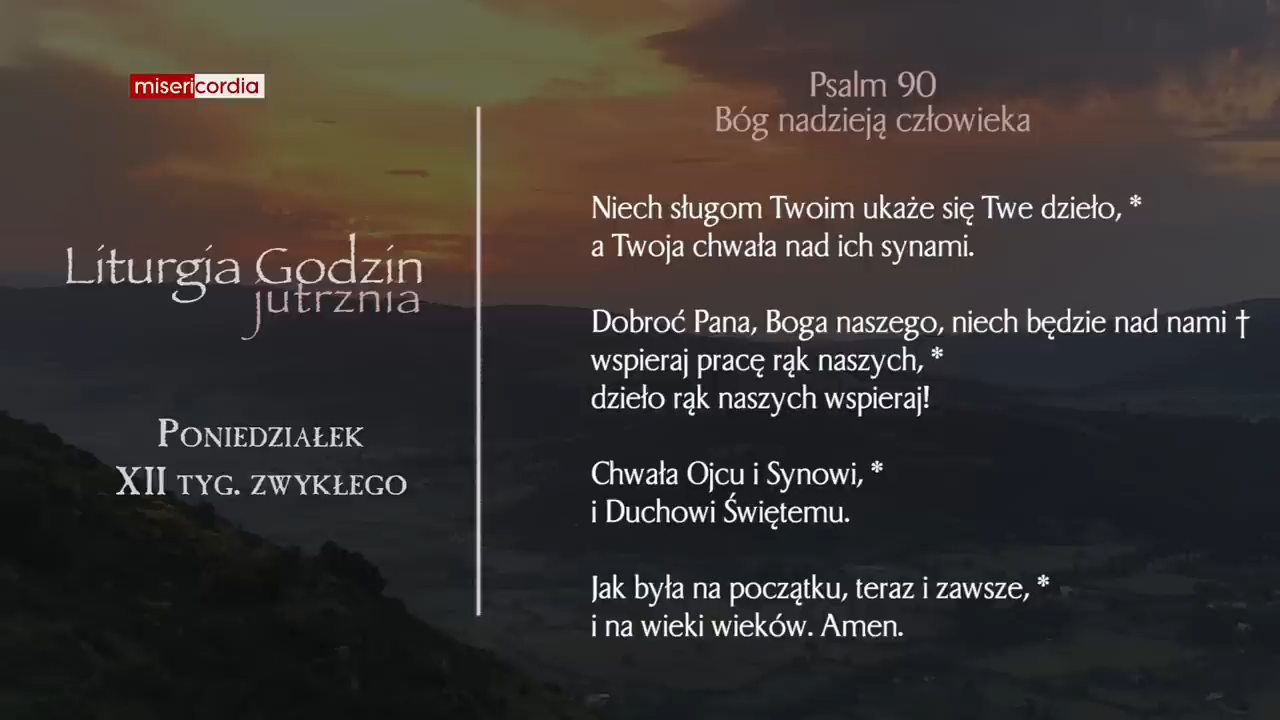 misericordia
Liturgia Godzin
jutrznia
Poniedziałek
XII tyg. zwykłego
Psalm 90
Bóg nadzieją człowieka
Niech sługom Twoim ukaże się Twe dzieło, *
a Twoja chwała nad ich synami.
Dobroć Pana, Boga naszego, niech będzie nad nami †
wspieraj pracę rąk naszych, *
dzieło rąk naszych wspieraj!
Chwała Ojcu i Synowi, *
i Duchowi Świętemu.
Jak była na początku, teraz i zawsze, *
i na wieki wieków. Amen.